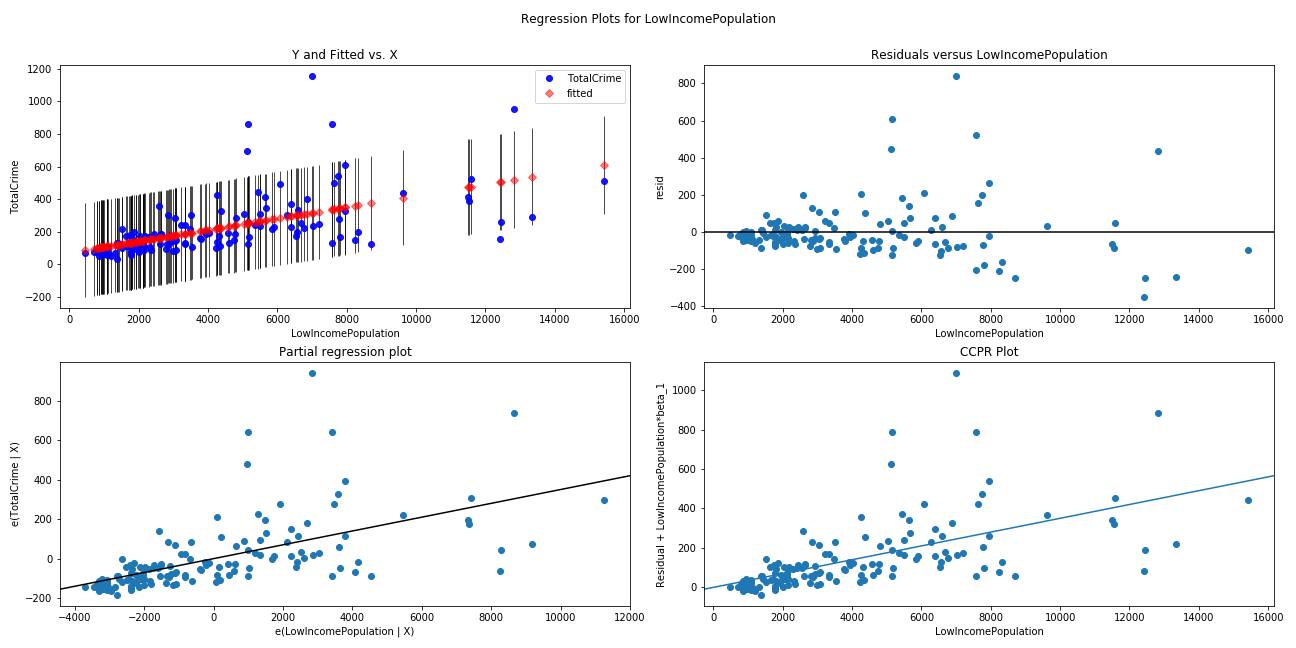 Regression Plots for LowIncomePopulation
Y and Fitted vs. X
1200
1000
800
600
400
200
0
−200
TotalCrime
TotalCrime
fitted
0 2000 4000 6000 8000 10000 12000 14000 16000
LowIncomePopulation
Residuals versus LowIncomePopulation
800
600
400
200
0
−200
−400
resid
0 2000 4000 6000 8000 10000 12000 14000 16000
LowIncomePopulation
Partial regression plot
800
600
400
200
0
−200
e(TotalCrime | X)
−4000 −2000 0 2000 4000 6000 8000 10000 12000
e(LowIncomePopulation | X)
CCPR Plot
1000
800
600
400
200
0
Residual + LowIncomePopulation*beta_1
0 2000 4000 6000 8000 10000 12000 14000 16000
LowIncomePopulation